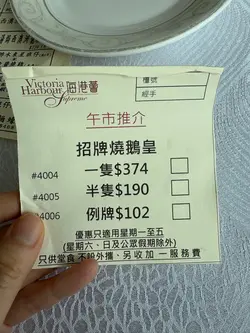 Victoria
Harbour 海港薈
Supreme
檯號
經手
午市推介
招牌燒鵝皇
#4004 一隻$374
#4005 半隻$190
#4006 例牌$102
優惠只適用星期一至五
(星期六、日及公眾假期除外)
只供堂食 不設外攜，另收加一服務費